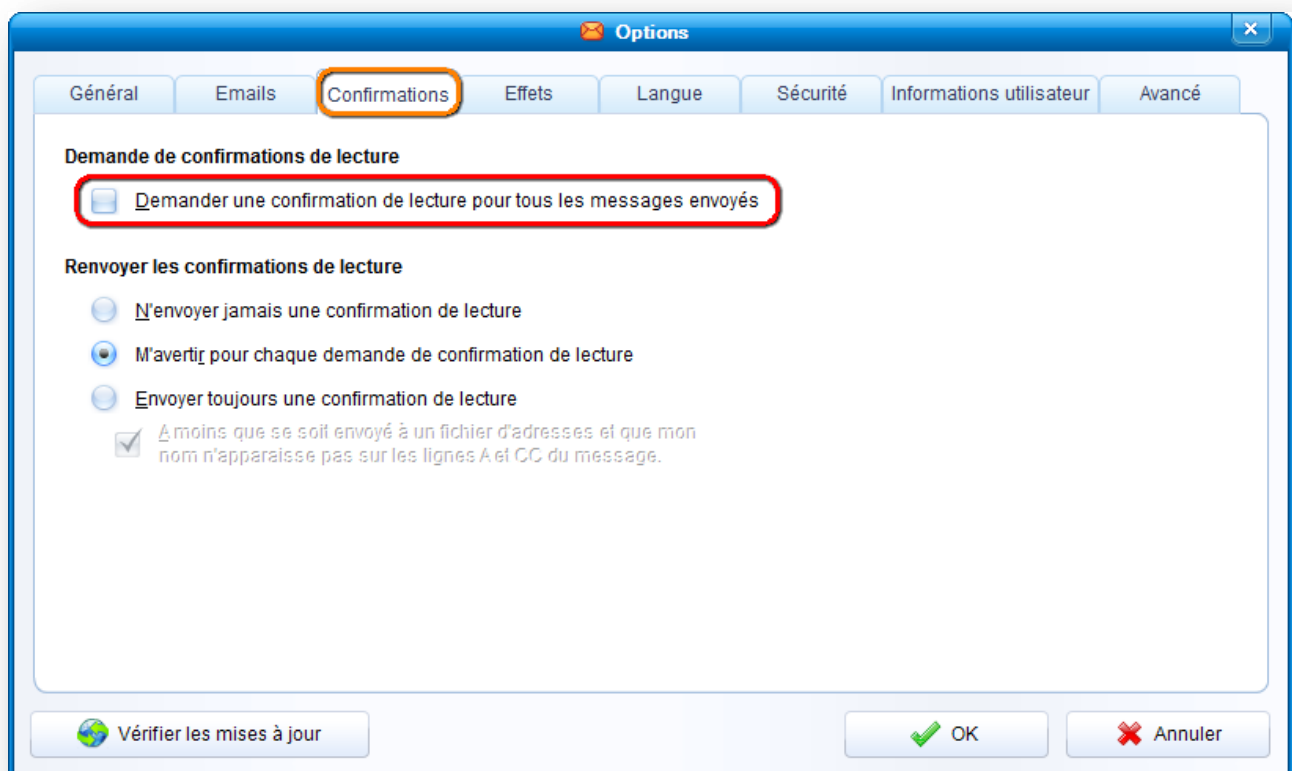 Options
Général Emails Confirmations Effets Langue Sécurité Informations utilisateur Avancé
Demande de confirmations de lecture
Demander une confirmation de lecture pour tous les messages envoyés
Renvoyer les confirmations de lecture
N'envoyer jamais une confirmation de lecture
M'avertir pour chaque demande de confirmation de lecture
Envoyer toujours une confirmation de lecture
A moins que se soit envoyé à un fichier d'adresses et que mon
nom n'apparaisse pas sur les lignes A et CC du message.
Vérifier les mises à jour OK Annuler